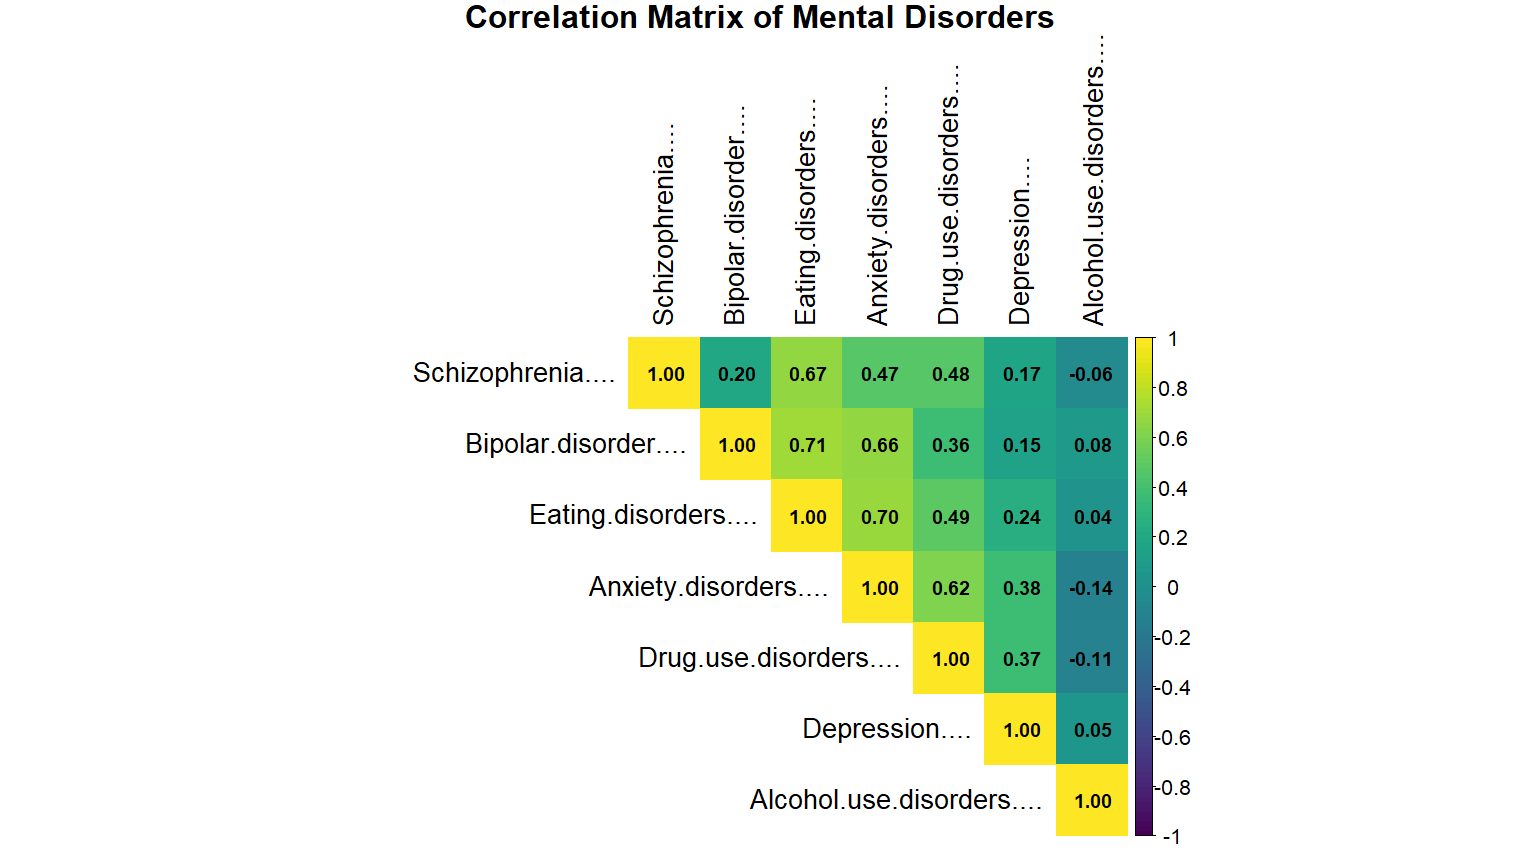 Correlation Matrix of Mental Disorders
Schizophrenia....
Bipolar.disorder....
Eating.disorders....
Anxiety.disorders....
Drug.use.disorders....
Depression....
Alcohol.use.disorders....
Schizophrenia.... 1.00 0.20 0.67 0.47 0.48 0.17 -0.06
Bipolar.disorder.... 1.00 0.71 0.66 0.36 0.15 0.08
Eating.disorders.... 1.00 0.70 0.49 0.24 0.04
Anxiety.disorders.... 1.00 0.62 0.38 -0.14
Drug.use.disorders.... 1.00 0.37 -0.11
Depression.... 1.00 0.05
Alcohol.use.disorders.... 1.00
1
0.8
0.6
0.4
0.2
0
-0.2
-0.4
-0.6
-0.8
-1